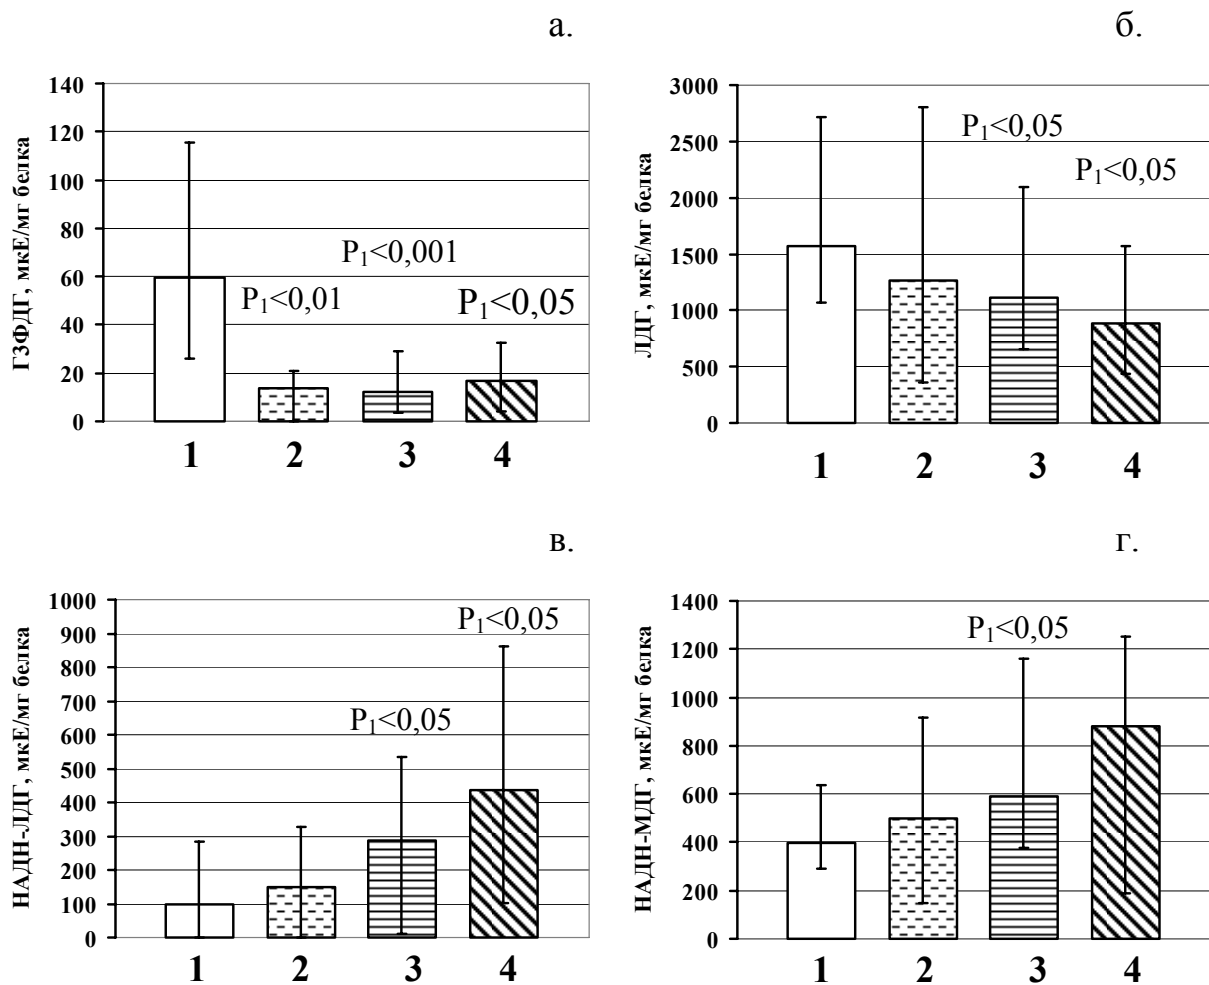 а.
ГЗФДГ, мкЕ/мг белка
140
120
100
80
60
40
20
0
P₁<0,01
P₁<0,001
P₁<0,05
1 2 3 4
б.
ЛДГ, мкЕ/мг белка
3000
2500
2000
1500
1000
500
0
P₁<0,05
P₁<0,05
1 2 3 4
в.
НАДН-ЛДГ, мкЕ/мг белка
1000
900
800
700
600
500
400
300
200
100
0
P₁<0,05
P₁<0,05
1 2 3 4
г.
НАДН-МДГ, мкЕ/мг белка
1400
1200
1000
800
600
400
200
0
P₁<0,05
1 2 3 4